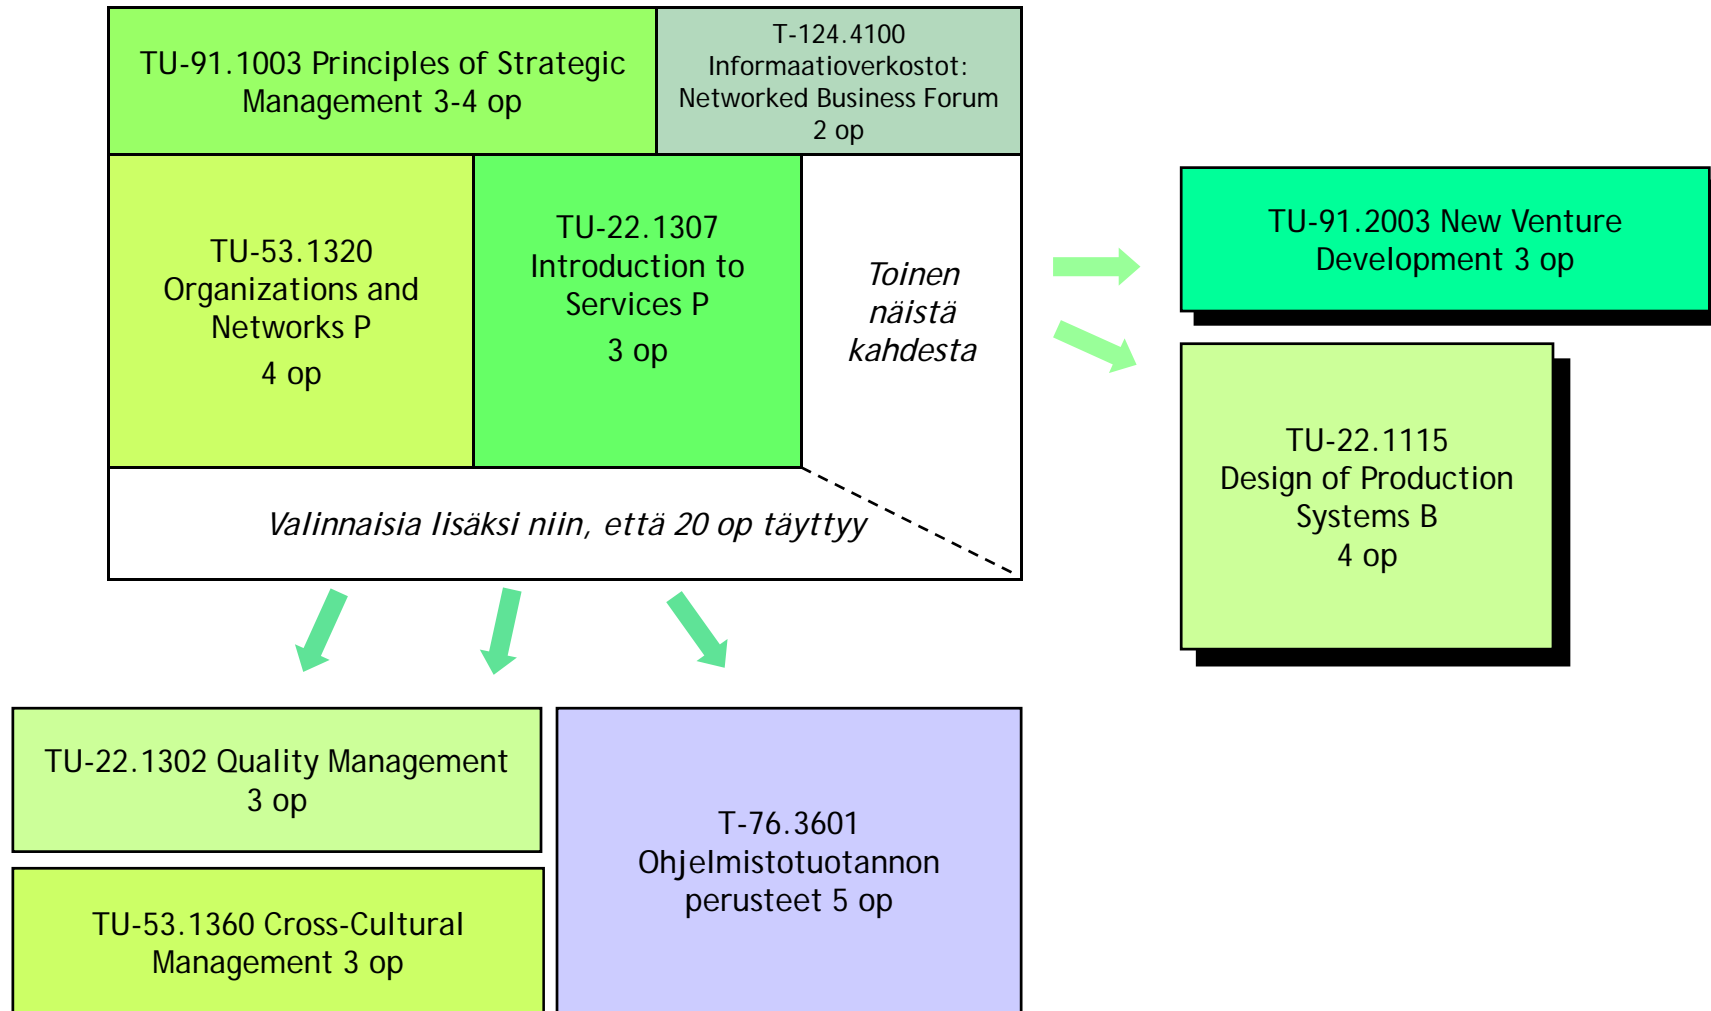 TU-91.1003 Principles of Strategic
Management 3-4 op
T-124.4100
Informaatioverkostot:
Networked Business Forum
2 op
TU-53.1320
Organizations and
Networks P
4 op
TU-22.1307
Introduction to
Services P
3 op
Toinen
näistä
kahdesta
Valinnaisia lisäksi niin, että 20 op täyttyy
TU-91.2003 New Venture
Development 3 op
TU-22.1115
Design of Production
Systems B
4 op
TU-22.1302 Quality Management
3 op
TU-53.1360 Cross-Cultural
Management 3 op
T-76.3601
Ohjelmistotuotannon
perusteet 5 op